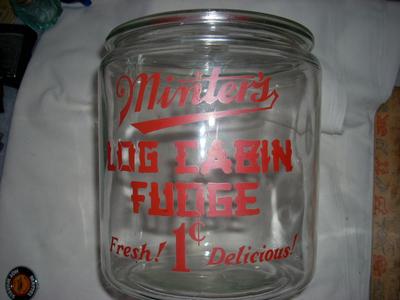 Minter's
LOG CABIN
FUDGE
Fresh! 1¢ Delicious!